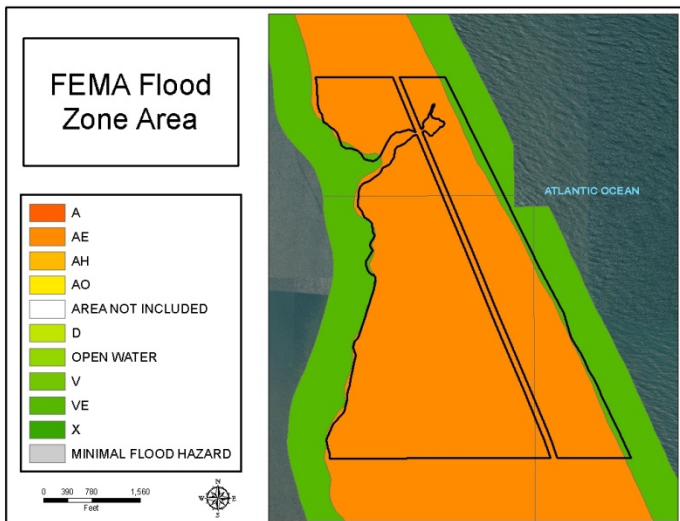 FEMA Flood
Zone Area
A
AE
AH
AO
AREA NOT INCLUDED
D
OPEN WATER
V
VE
X
MINIMAL FLOOD HAZARD
0 390 780 1,560
Feet
N
W E
S
ATLANTIC OCEAN